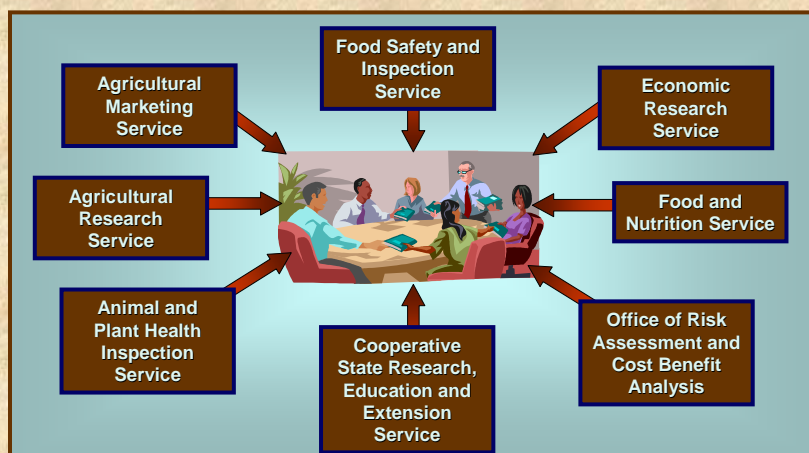 Food Safety and
Inspection
Service
Agricultural
Marketing
Service
Economic
Research
Service
Agricultural
Research
Service
Food and
Nutrition Service
Animal and
Plant Health
Inspection
Service
Cooperative
State Research,
Education and
Extension
Service
Office of Risk
Assessment and
Cost Benefit
Analysis